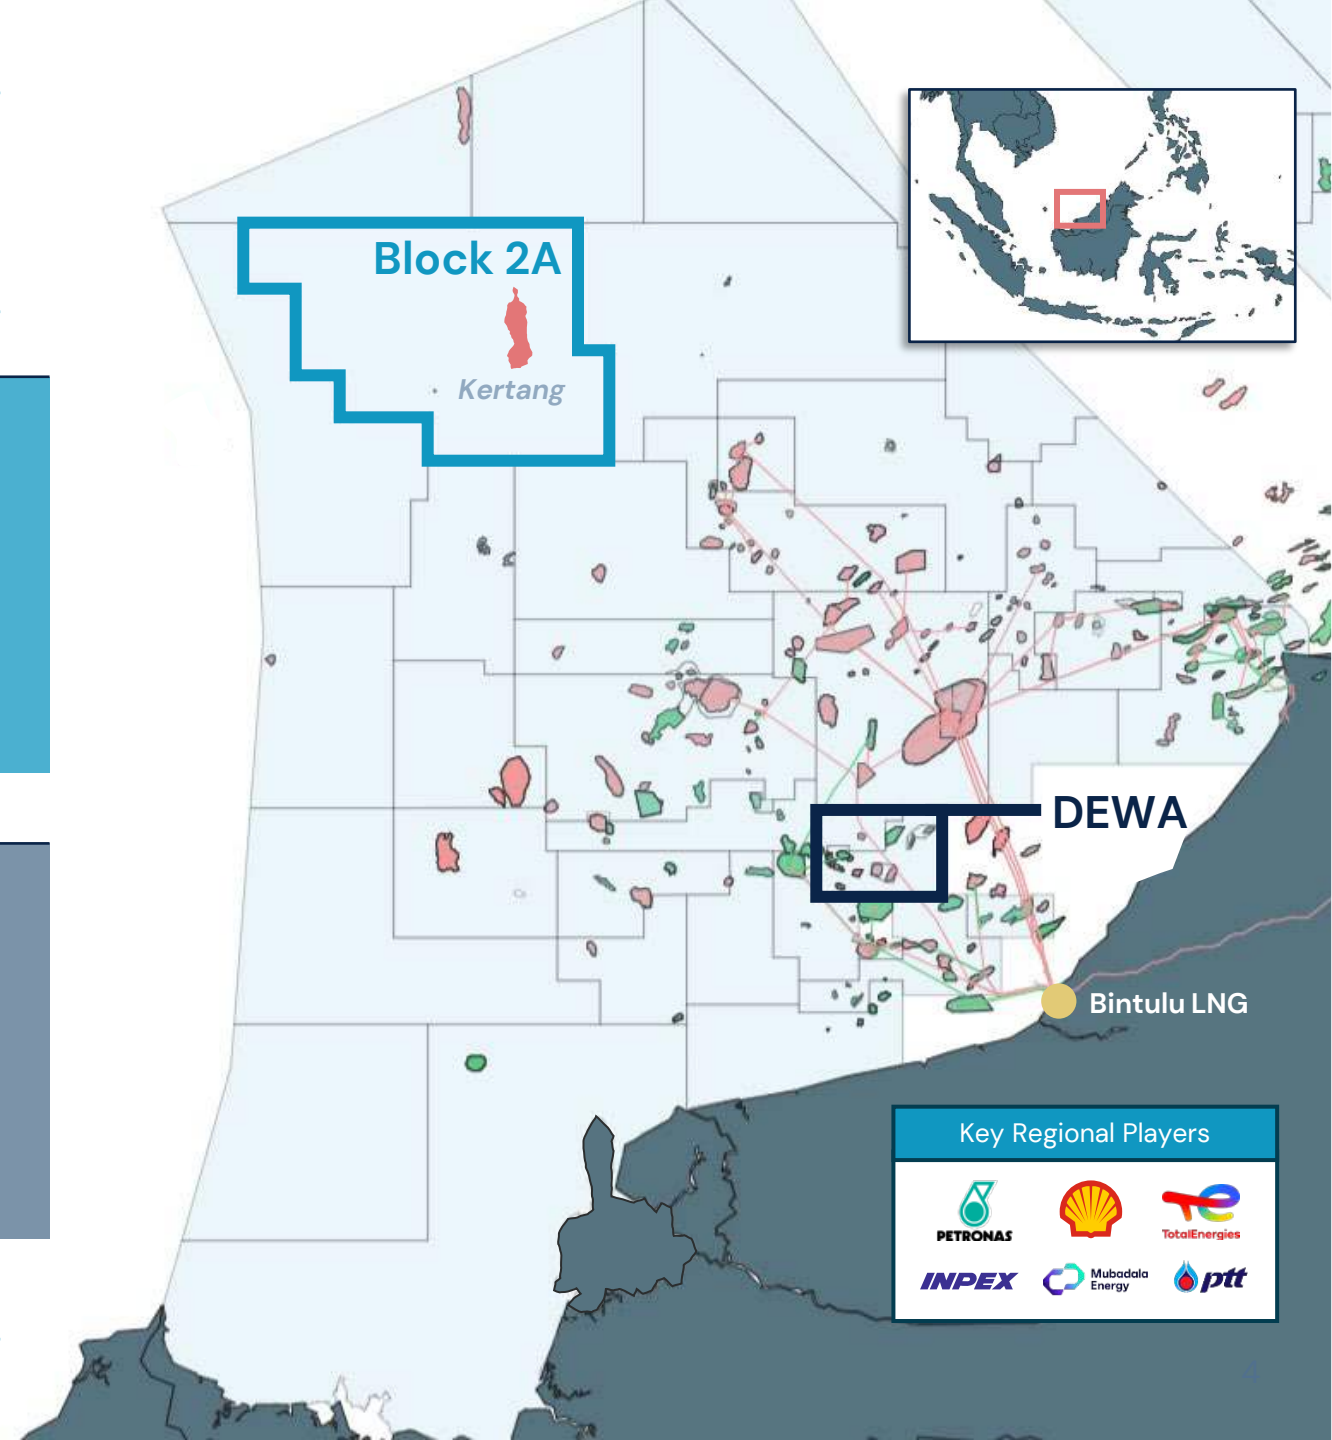 Block 2A
Kertang
DEWA
Bintulu LNG
Key Regional Players
PETRONAS
TotalEnergies
INPEX
Mubadala
Energy
ptt